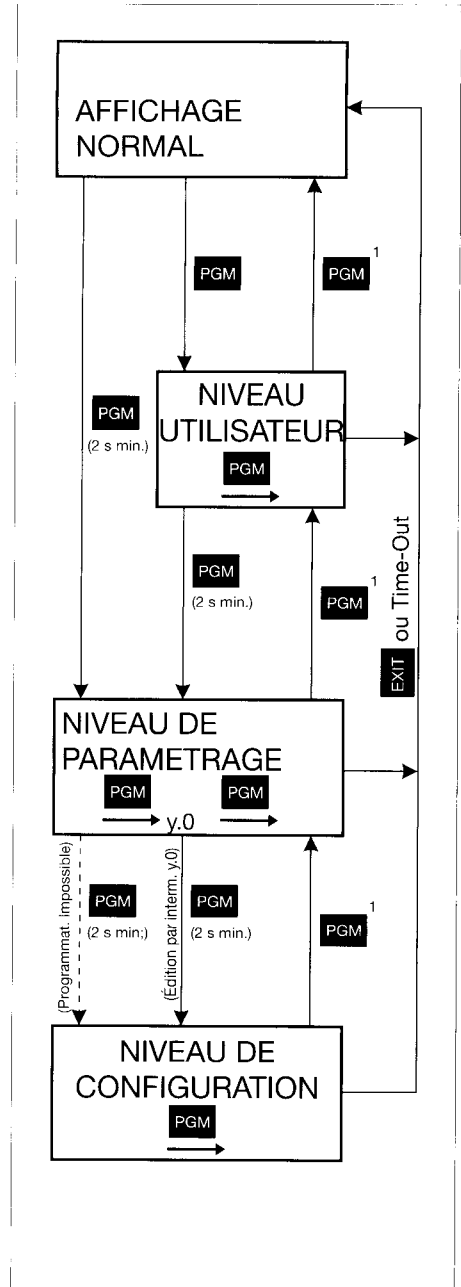 AFFICHAGE
NORMAL
PGM
PGM 1
PGM
(2 s min.)
NIVEAU
UTILISATEUR
PGM
PGM
(2 s min.)
PGM 1
EXIT ou Time-Out
NIVEAU DE
PARAMETRAGE
PGM
y.0
PGM
(Programmat. impossible)
PGM
(2 s min;)
(Édition par interm. y.0)
PGM
(2 s min.)
PGM 1
NIVEAU DE
CONFIGURATION
PGM